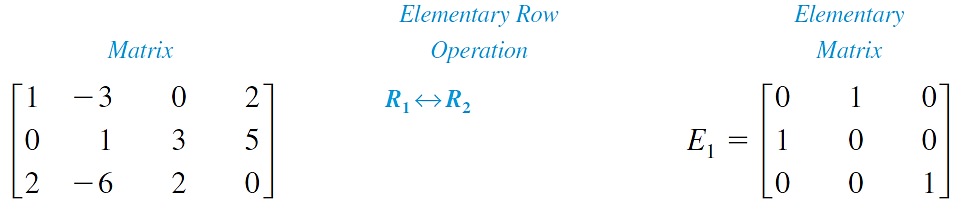 Elementary Row Elementary
Matrix Operation Matrix
1 −3 0 2 R₁↔R₂ 0 1 0
0 1 3 5 E₁ = 1 0 0
2 −6 2 0 0 0 1